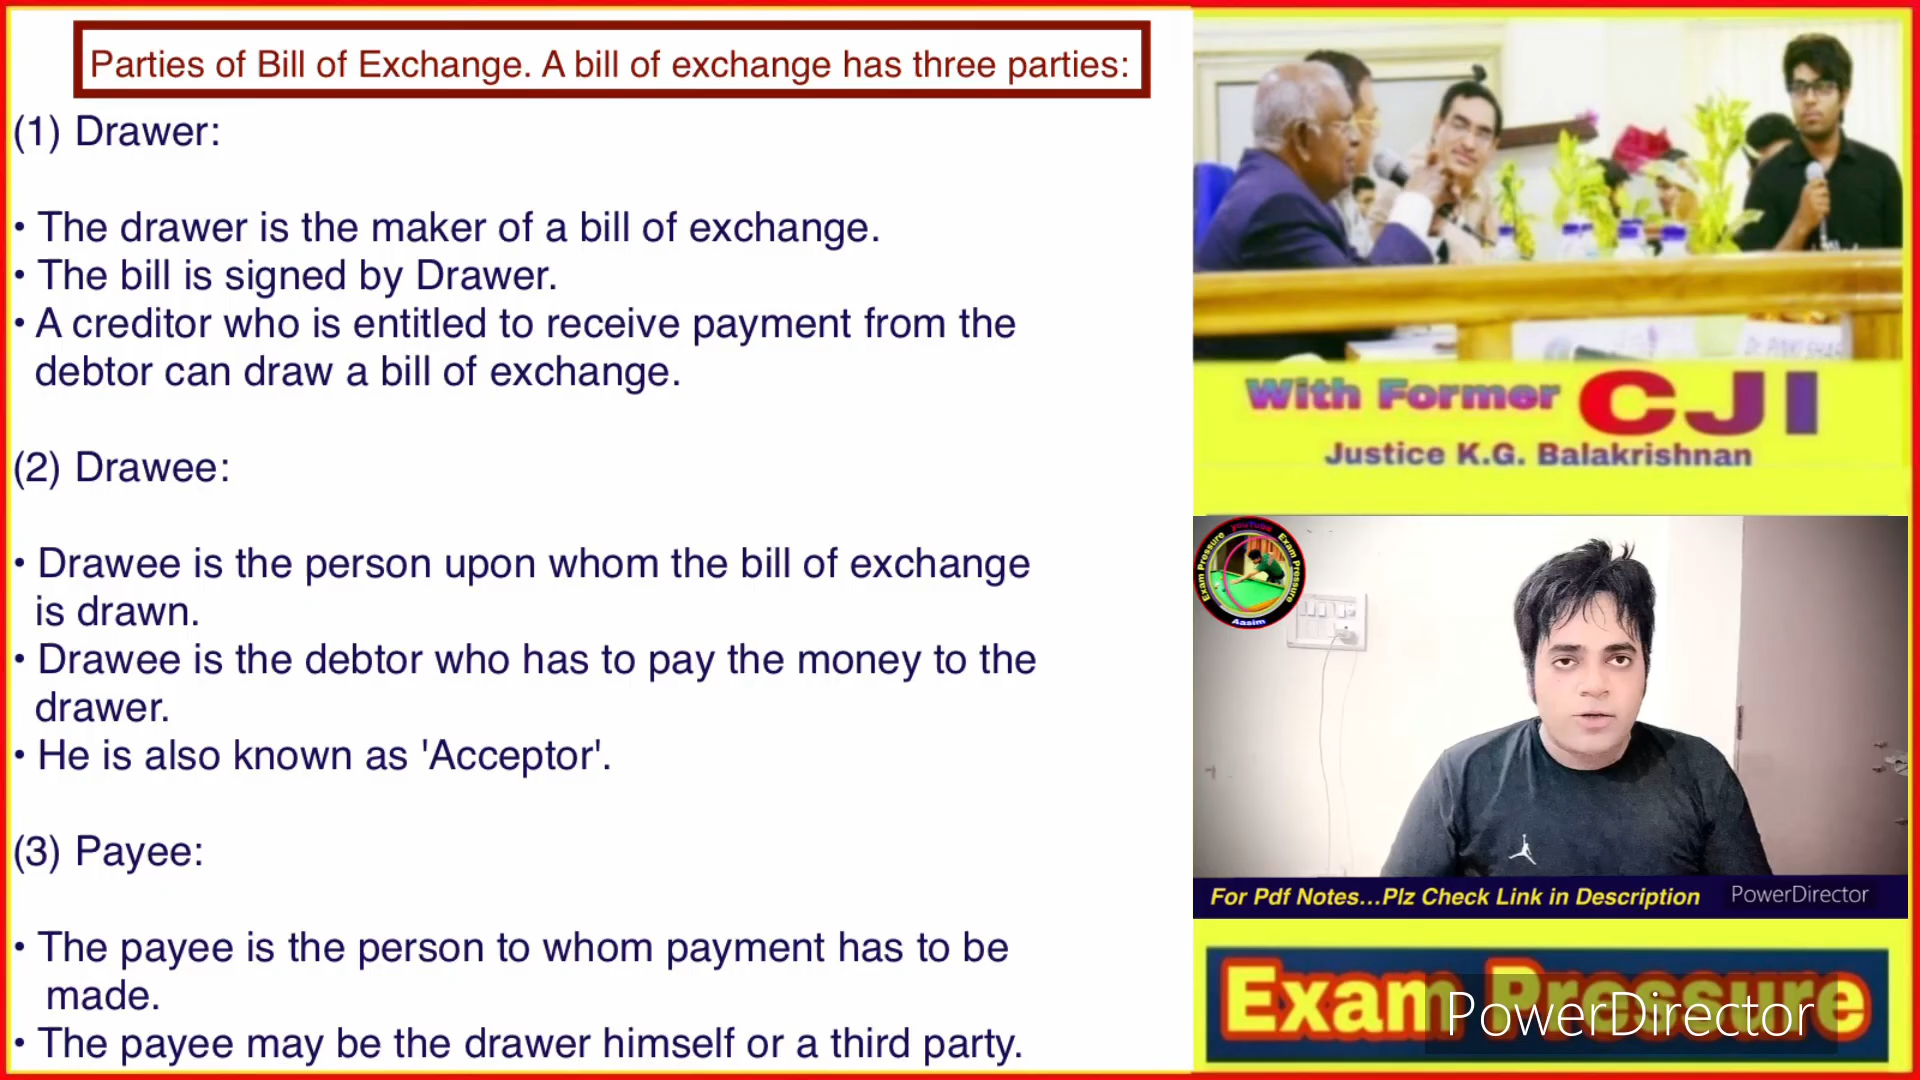 Parties of Bill of Exchange. A bill of exchange has three parties:
(1) Drawer:
• The drawer is the maker of a bill of exchange.
• The bill is signed by Drawer.
• A creditor who is entitled to receive payment from the
debtor can draw a bill of exchange.
(2) Drawee:
• Drawee is the person upon whom the bill of exchange
is drawn.
• Drawee is the debtor who has to pay the money to the
drawer.
• He is also known as 'Acceptor'.
(3) Payee:
• The payee is the person to whom payment has to be
made.
• The payee may be the drawer himself or a third party.
With Former CJI
Justice K.G. Balakrishnan
youTube
Exam Pressure
Exam Pressure
Aasim
For Pdf Notes...Plz Check Link in Description
PowerDirector
Exam Pressure
PowerDirector